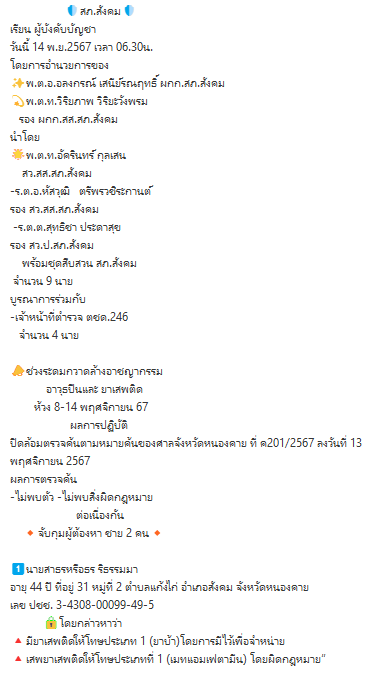 🛡️ สภ.สังคม 🛡️
เรียน ผู้บังคับบัญชา
วันนี้ 14 พ.ย.2567 เวลา 06.30น.
โดยการอำนวยการของ
✨พ.ต.อ.อลงกรณ์ เสนีย์รณฤทธิ์ ผกก.สภ.สังคม
💫พ.ต.ท.วิริยภาพ วิริยะวังพรม
รอง ผกก.สส.สภ.สังคม
นำโดย
🌟พ.ต.ท.อัครินทร์ กุลเสน
สว.สส.สภ.สังคม
-ร.ต.อ.หัสวุฒิ ตรีพรวชิระกานต์
รอง สว.สส.สภ.สังคม
-ร.ต.ต.สุทธิชา ประดาสุข
รอง สว.ป.สภ.สังคม
พร้อมชุดสืบสวน สภ.สังคม
จำนวน 9 นาย
บูรณาการร่วมกับ
-เจ้าหน้าที่ตำรวจ ตชด.246
จำนวน 4 นาย
📣ช่วงระดมกวาดล้างอาชญากรรม
อาวุธปืนและ ยาเสพติด
ห้วง 8-14 พฤศจิกายน 67
ผลการปฏิบัติ
ปิดล้อมตรวจค้นตามหมายค้นของศาลจังหวัดหนองคาย ที่ ค201/2567 ลงวันที่ 13
พฤศจิกายน 2567
ผลการตรวจค้น
-ไม่พบตัว -ไม่พบสิ่งผิดกฎหมาย
ต่อเนื่องกัน
🔸จับกุมผู้ต้องหา ชาย 2 คน 🔸
1️⃣นายสาธรหรือธร ริธรรมมา
อายุ 44 ปี ที่อยู่ 31 หมู่ที่ 2 ตำบลแก้งไก่ อำเภอสังคม จังหวัดหนองคาย
เลข ปชช. 3-4308-00099-49-5
🔒โดยกล่าวหาว่า
🔺มียาเสพติดให้โทษประเภท 1 (ยาบ้า)โดยการมีไว้เพื่อจำหน่าย
🔺เสพยาเสพติดให้โทษประเภทที่ 1 (เมทแอมเฟตามีน) โดยผิดกฎหมาย"